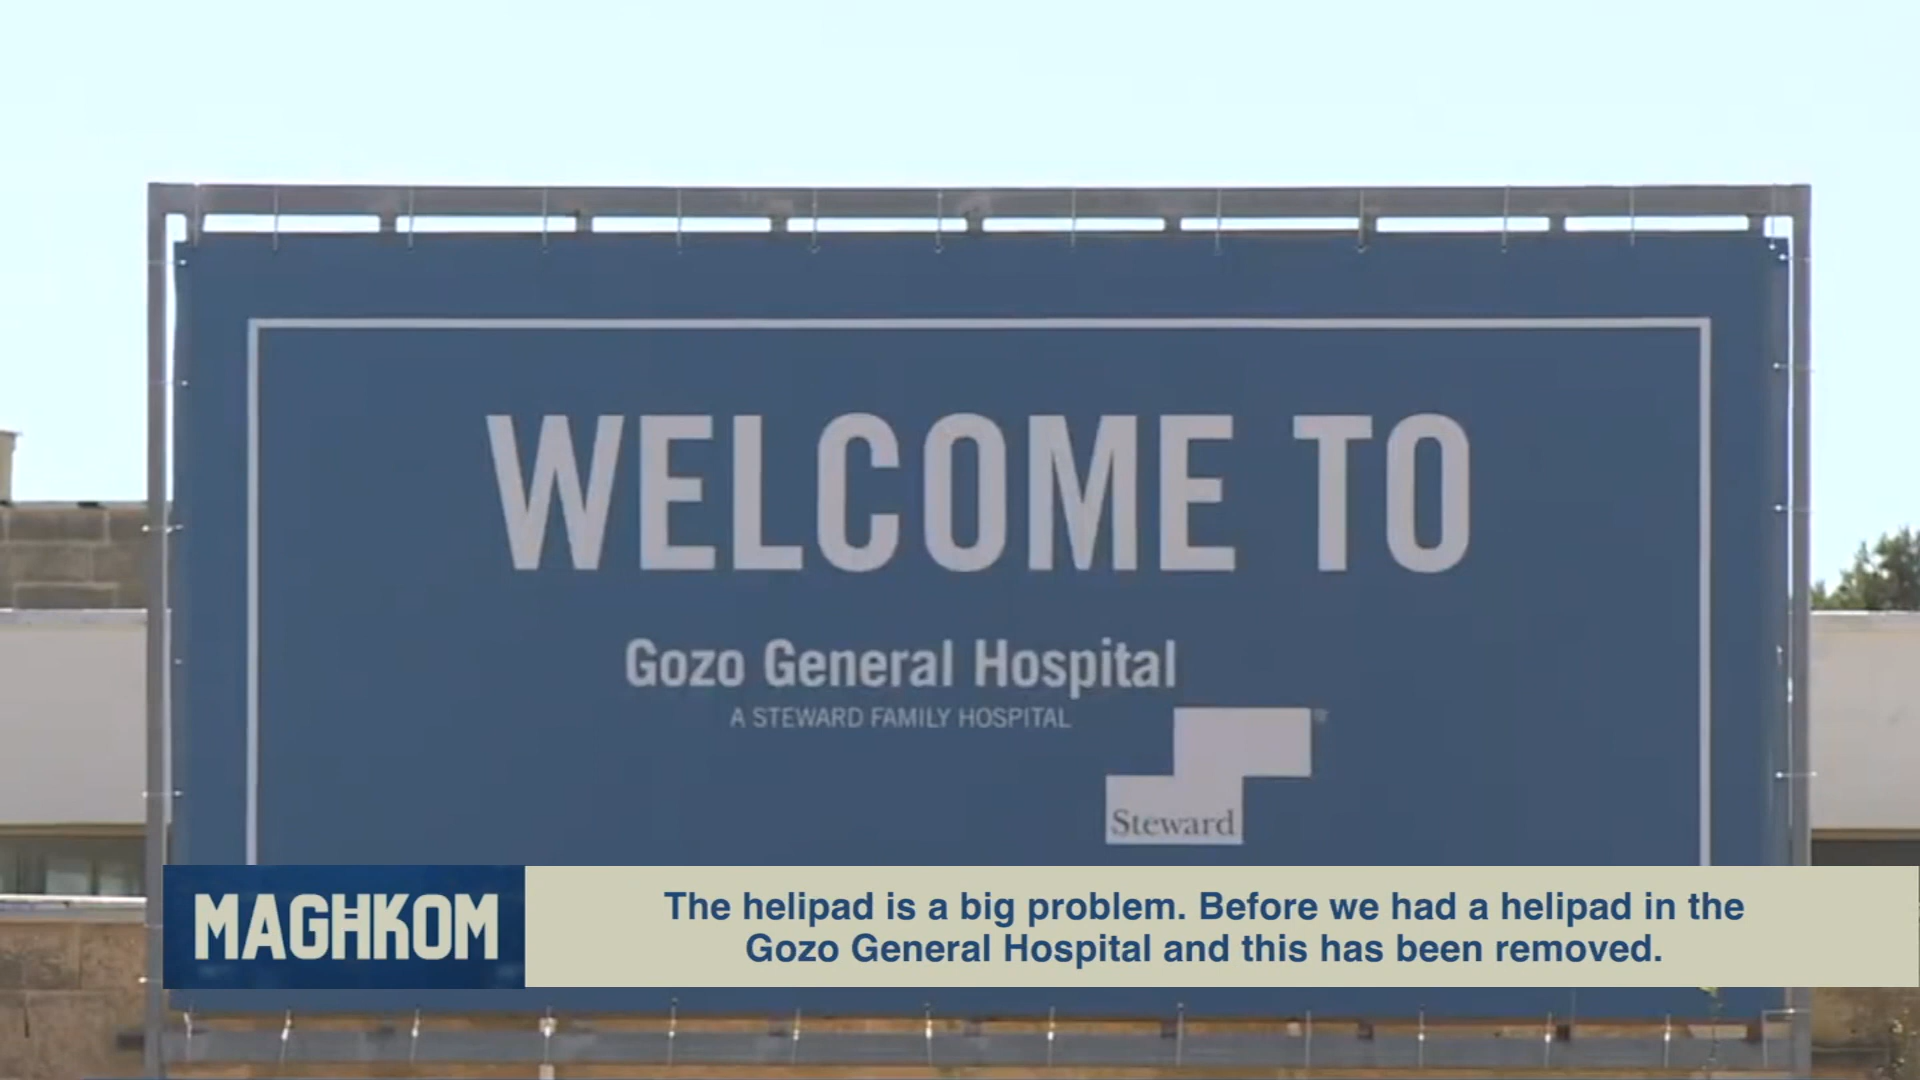 WELCOME TO
Gozo General Hospital
A STEWARD FAMILY HOSPITAL
Steward
MAGĦKOM
The helipad is a big problem. Before we had a helipad in the
Gozo General Hospital and this has been removed.